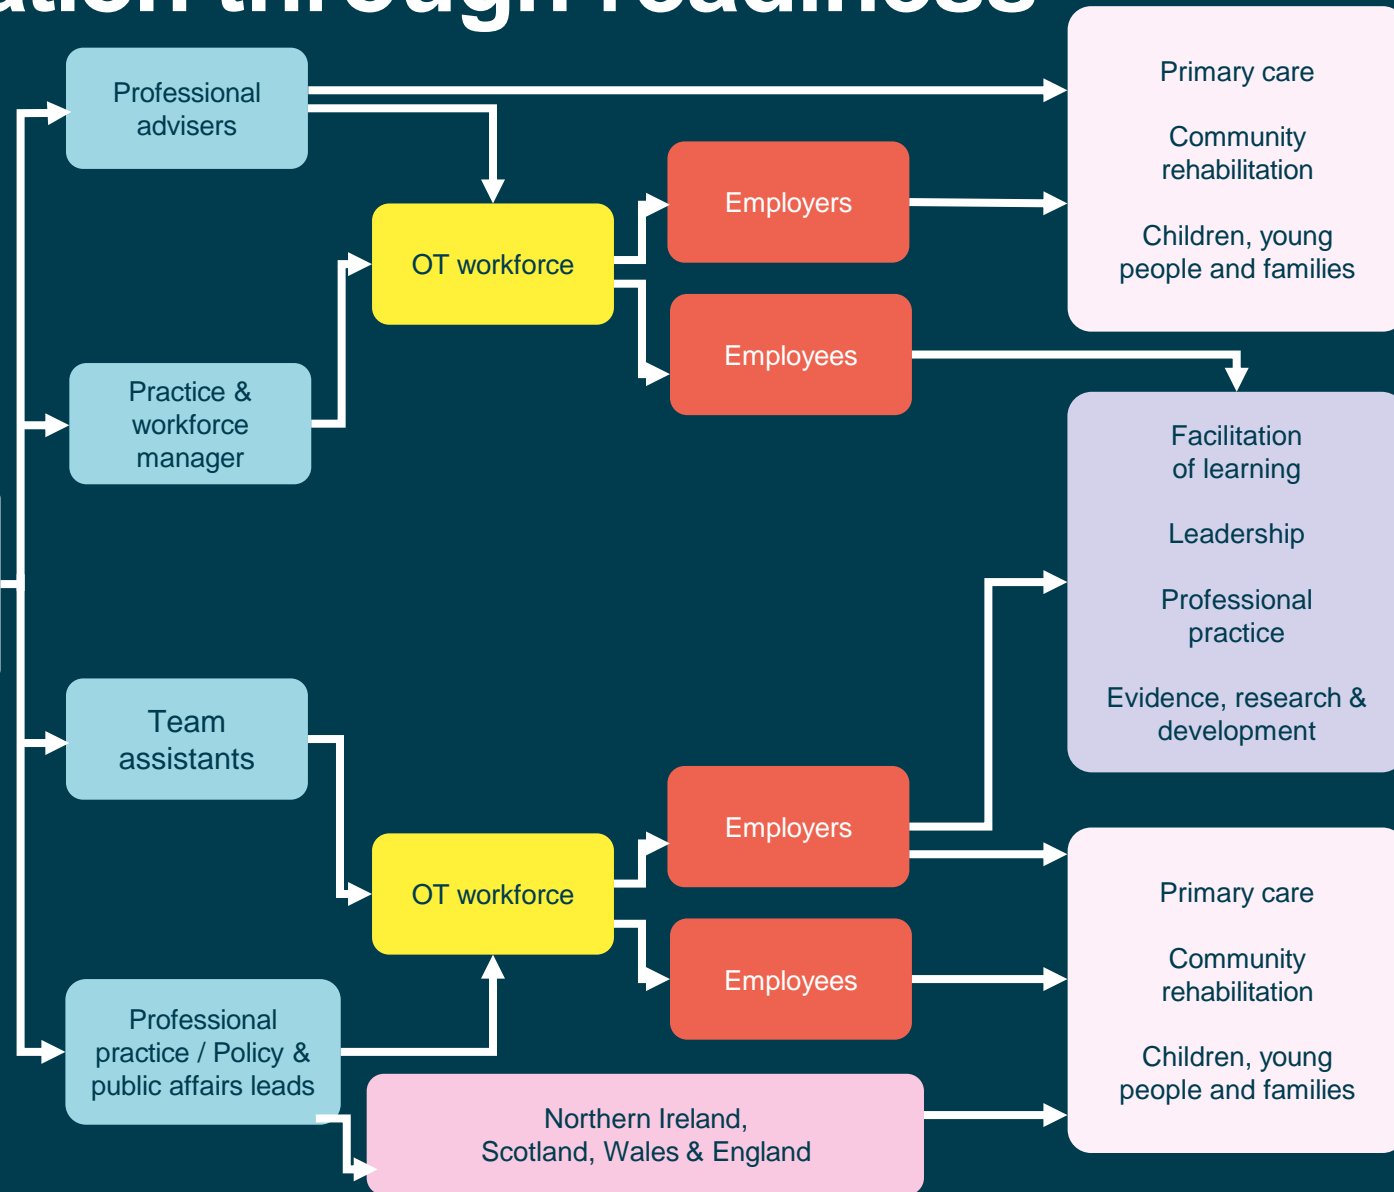 through readiness
Professional
advisers
Primary care
Community
rehabilitation
Children, young
people and families
Employers
OT workforce
Employees
Practice &
workforce
manager
Facilitation
of learning
Leadership
Professional
practice
Evidence, research &
development
Team
assistants
Employers
OT workforce
Employees
Primary care
Community
rehabilitation
Children, young
people and families
Professional
practice / Policy &
public affairs leads
Northern Ireland,
Scotland, Wales & England